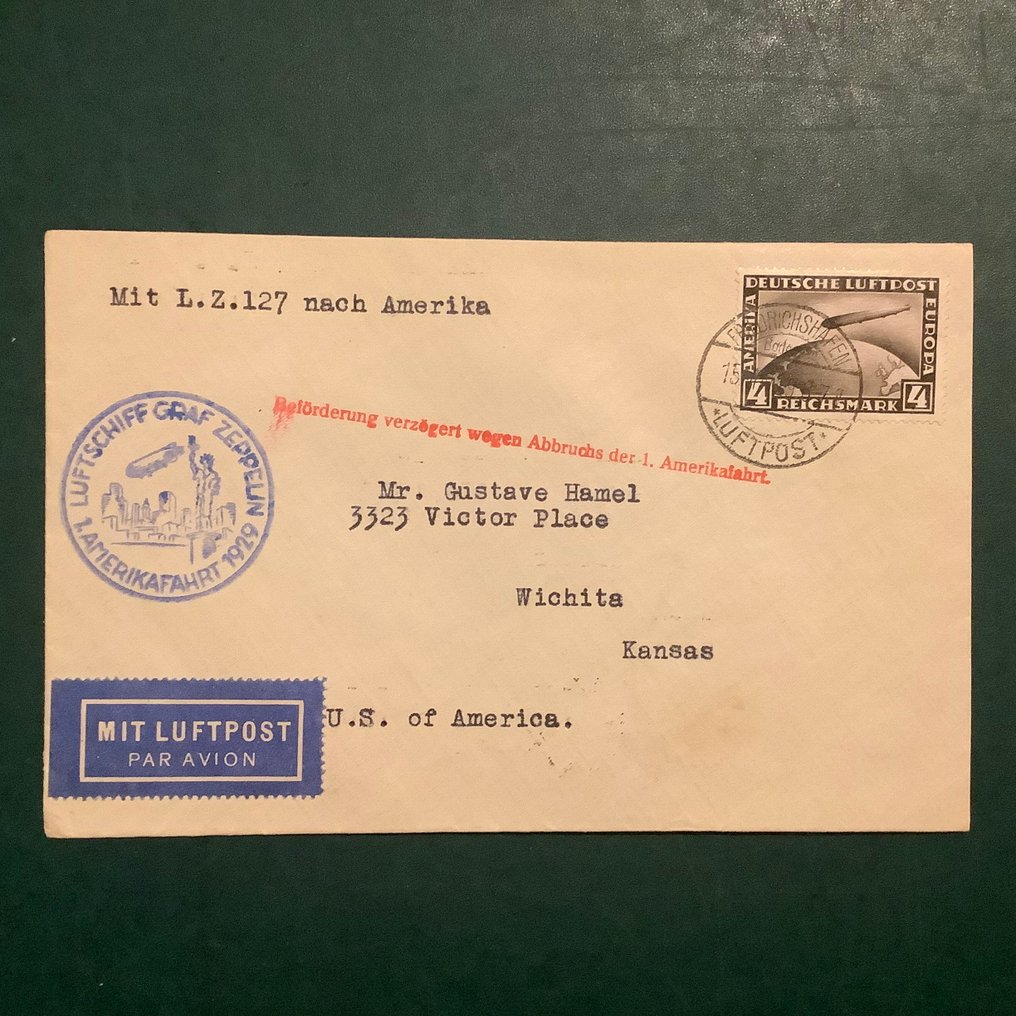 Mit L.Z.127 nach Amerika
DEUTSCHE LUFTPOST
AMERIKA
EUROPA
4 4
REICHSMARK
FRIEDRICHSHAFEN
15
*LUFTPOST*
LUFTSCHIFF GRAF ZEPPELIN
1. AMERIKAFAHRT 1929
Beförderung verzögert wegen Abbruchs der 1. Amerikafahrt.
Mr. Gustave Hamel
3323 Victor Place
Wichita
Kansas
U.S. of America.
MIT LUFTPOST
PAR AVION